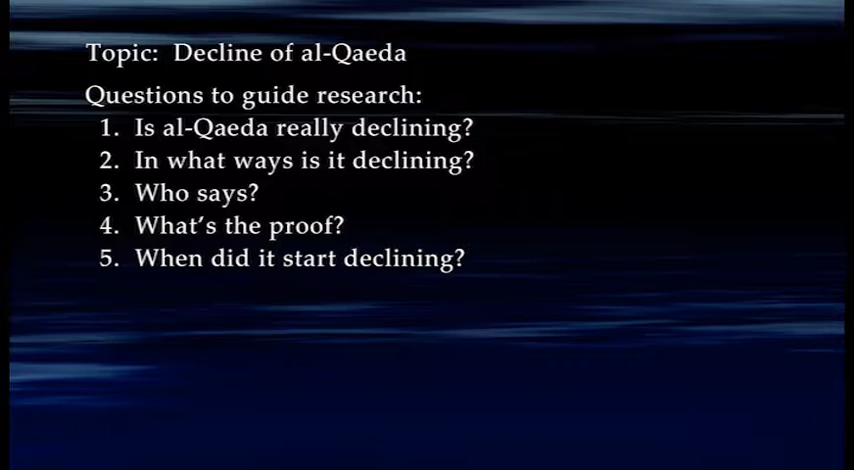 Topic:  Decline of al-Qaeda
Questions to guide research:
1.  Is al-Qaeda really declining?
2.  In what ways is it declining?
3.  Who says?
4.  What's the proof?
5.  When did it start declining?